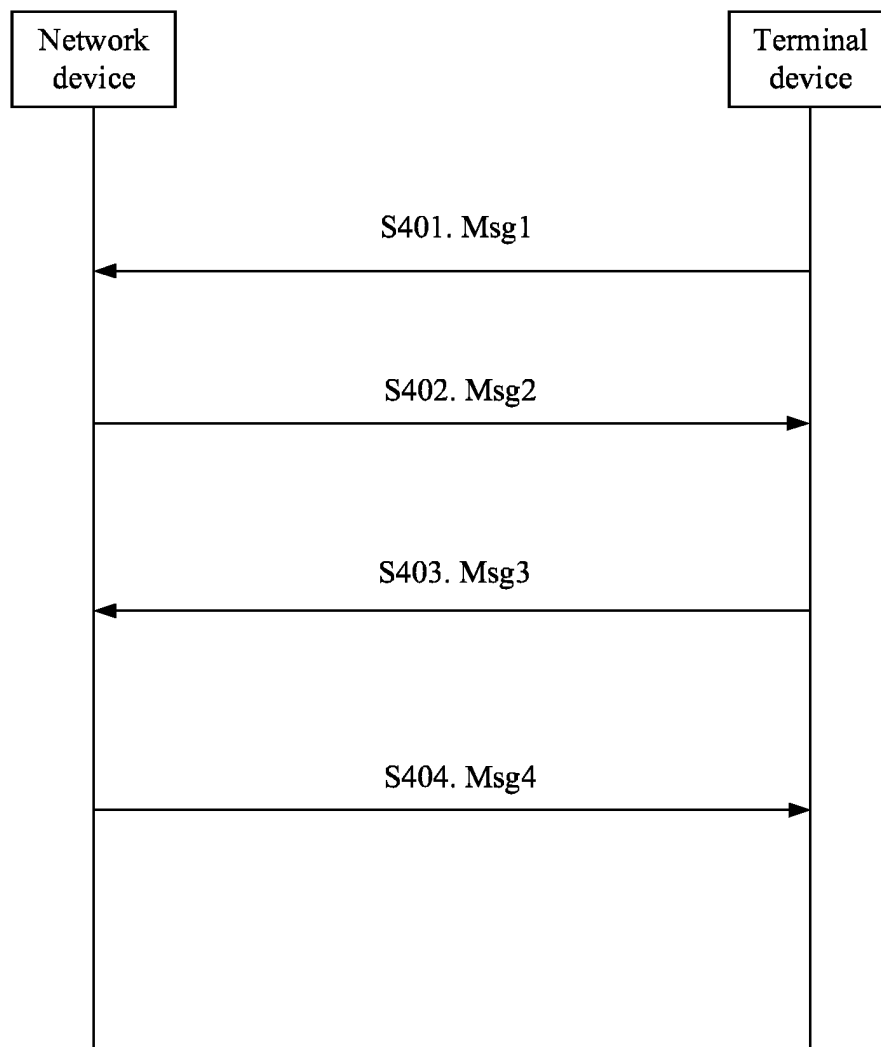 Network
device
Terminal
device
S401. Msg1
S402. Msg2
S403. Msg3
S404. Msg4